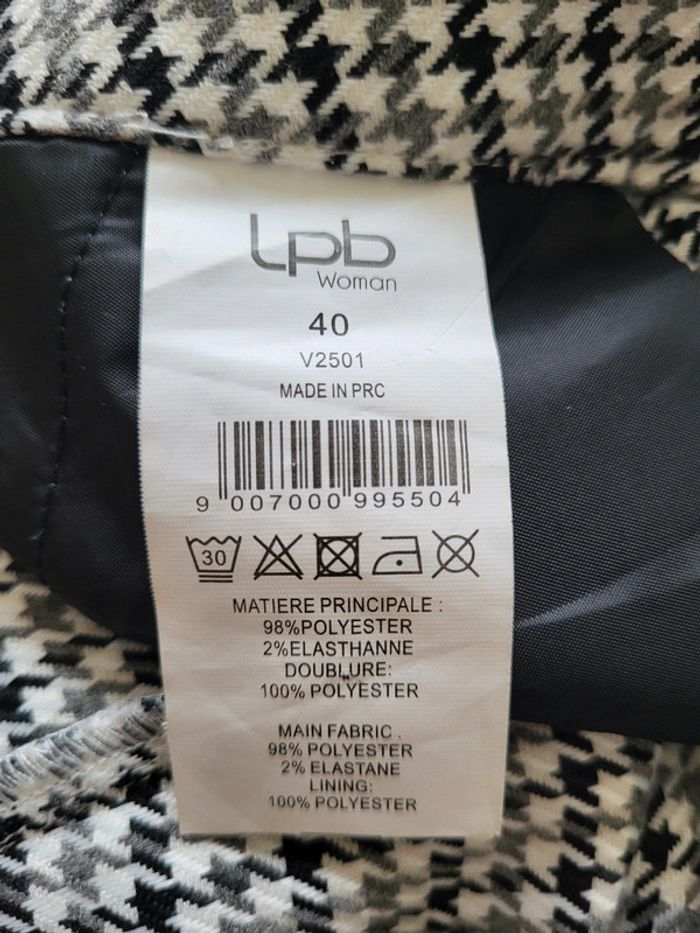 Lpb
Woman
40
V2501
MADE IN PRC
9 007000 995504
30
MATIERE PRINCIPALE :
98%POLYESTER
2%ELASTHANNE
DOUBLURE:
100% POLYESTER
MAIN FABRIC .
98% POLYESTER
2% ELASTANE
LINING:
100% POLYESTER